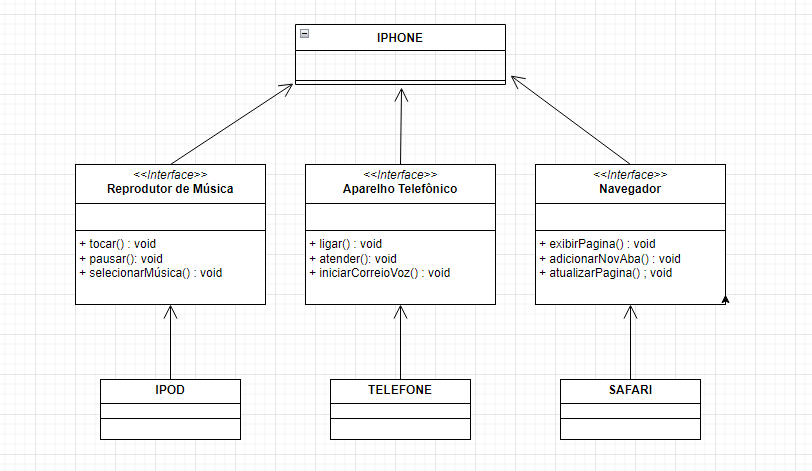 IPHONE
<<Interface>>
Reprodutor de Música
+ tocar() : void
+ pausar(): void
+ selecionarMúsica() : void
<<Interface>>
Aparelho Telefônico
+ ligar() : void
+ atender(): void
+ iniciarCorreioVoz() : void
<<Interface>>
Navegador
+ exibirPagina() : void
+ adicionarNovAba() : void
+ atualizarPagina() ; void
IPOD
TELEFONE
SAFARI